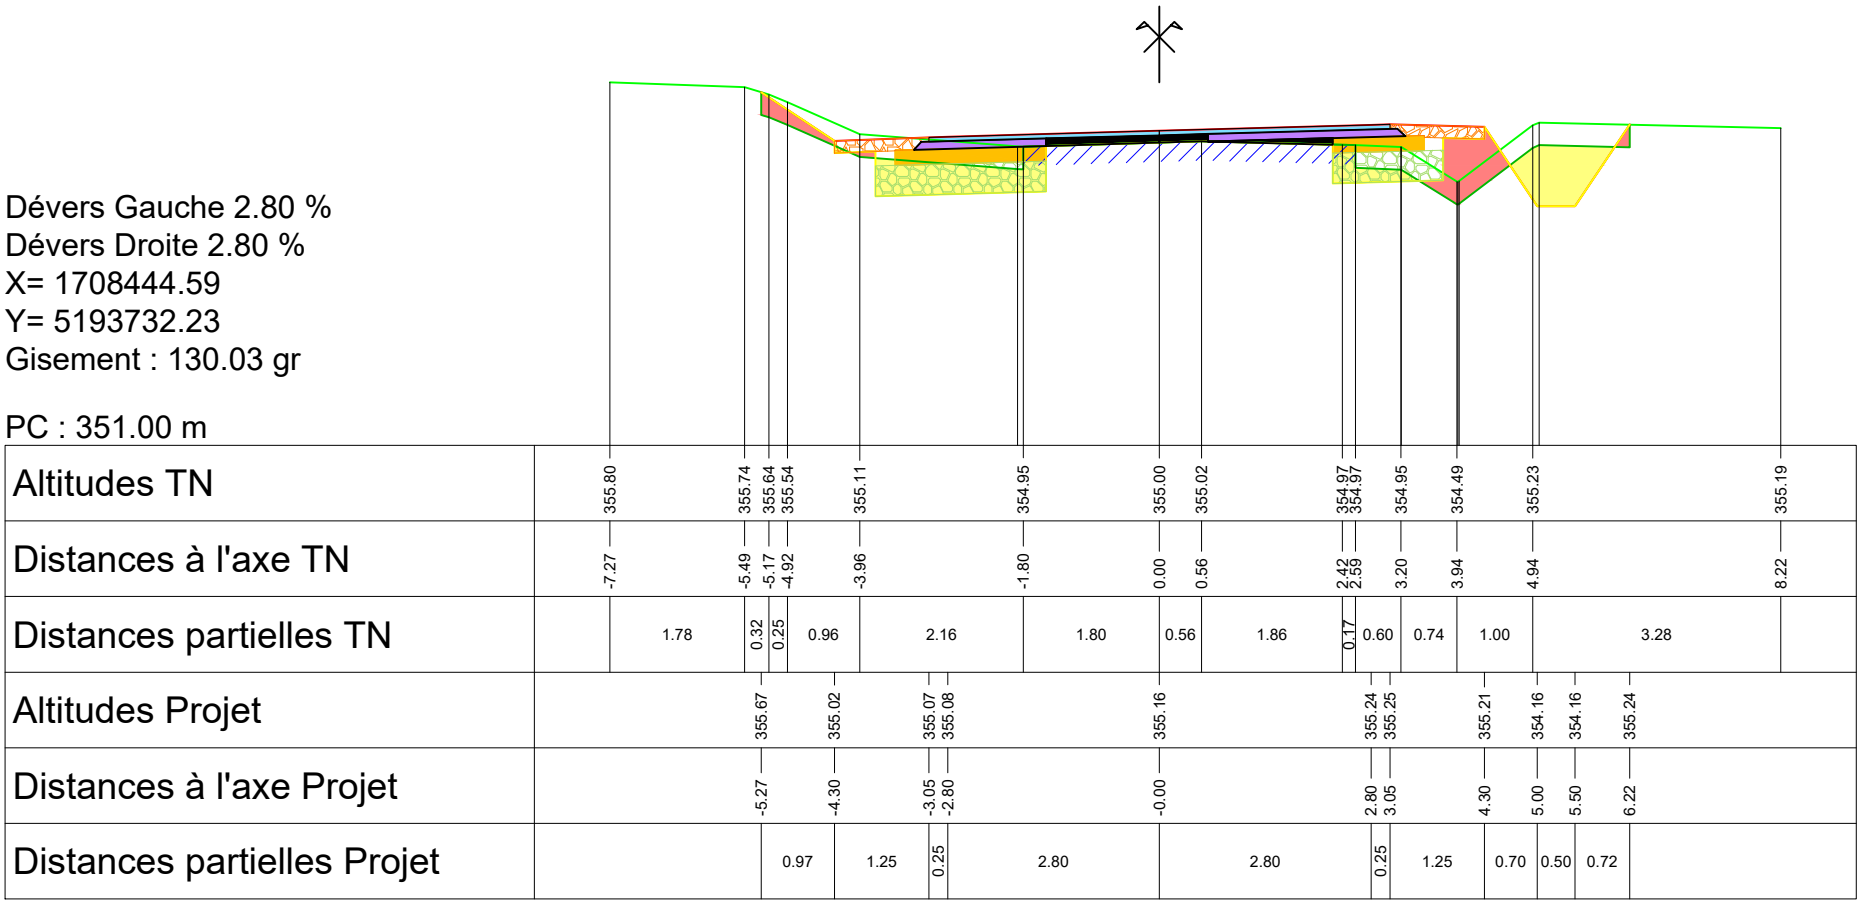 Dévers Gauche 2.80 %
Dévers Droite 2.80 %
X= 1708444.59
Y= 5193732.23
Gisement : 130.03 gr
PC : 351.00 m
Altitudes TN 355.80 355.74 355.64 355.54 355.11 354.95 355.00 355.02 354.97 354.97 354.95 354.49 355.23 355.19
Distances à l'axe TN -7.27 -5.49 -5.17 -4.92 -3.96 -1.80 0.00 0.56 2.42 2.59 3.20 3.94 4.94 8.22
Distances partielles TN 1.78 0.32 0.25 0.96 2.16 1.80 0.56 1.86 0.17 0.60 0.74 1.00 3.28
Altitudes Projet 355.67 355.02 355.07 355.08 355.16 355.24 355.25 355.21 354.16 354.16 355.24
Distances à l'axe Projet -5.27 -4.30 -3.05 -2.80 -0.00 2.80 3.05 4.30 5.00 5.50 6.22
Distances partielles Projet 0.97 1.25 0.25 2.80 2.80 0.25 1.25 0.70 0.50 0.72